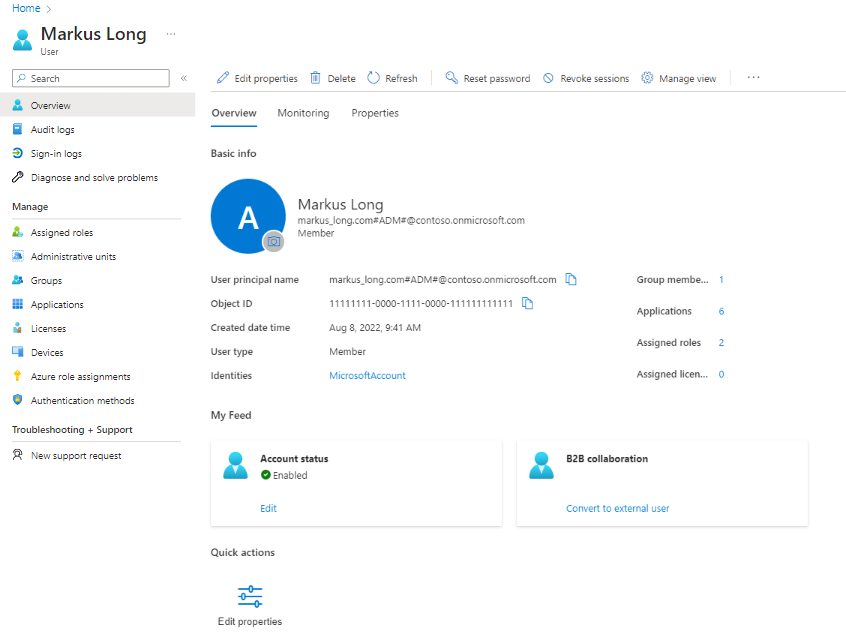 Home >
Markus Long ...
User
Search «
Overview
Audit logs
Sign-in logs
Diagnose and solve problems
Manage
Assigned roles
Administrative units
Groups
Applications
Licenses
Devices
Azure role assignments
Authentication methods
Troubleshooting + Support
New support request
Edit properties Delete Refresh Reset password Revoke sessions Manage view ...
Overview Monitoring Properties
Basic info
A
Markus Long
markus_long.com#ADM#@contoso.onmicrosoft.com
Member
User principal name markus_long.com#ADM#@contoso.onmicrosoft.com
Object ID 11111111-0000-1111-0000-111111111111
Created date time Aug 8, 2022, 9:41 AM
User type Member
Identities MicrosoftAccount
Group membe... 1
Applications 6
Assigned roles 2
Assigned licen... 0
My Feed
Account status
Enabled
Edit
B2B collaboration
Convert to external user
Quick actions
Edit properties